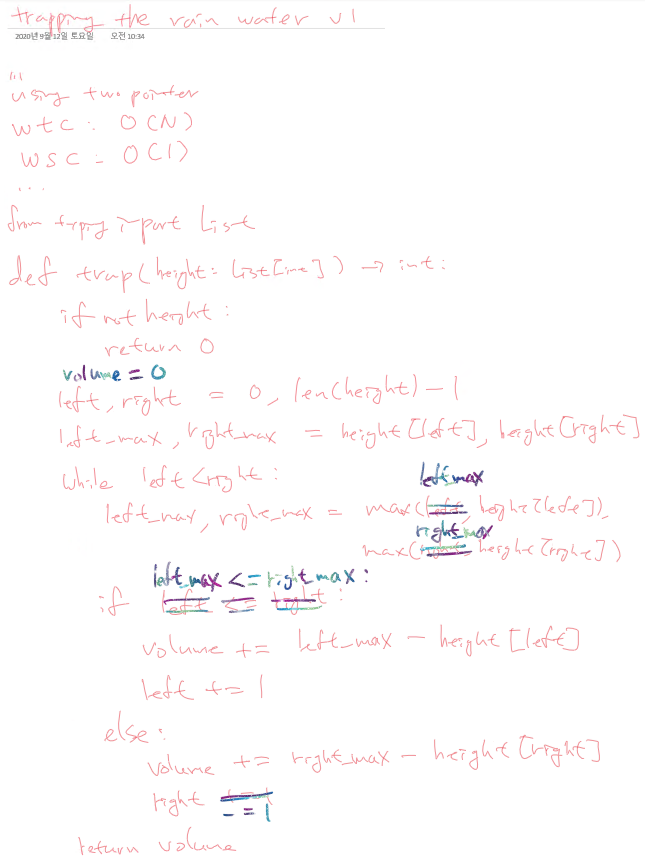 trapping the rain water v1
2020년 9월 12일 토요일 오전 10:34
'''
using two pointer
WTC : O(N)
WSC = O(1)
'''
from typing import List
def trap(height: List[int]) -> int:
if not height:
return 0
volume = 0
left, right = 0, len(height) - 1
left_max, right_max = height[left], height[right]
while left < right:
left_max
left_max, right_max = max(left, height[left]),
right_max
max(right, height[right])
left_max <= right_max:
if left <= right:
volume += left_max - height[left]
left += 1
else:
volume += right_max - height[right]
right += 1
- = 1
return volume